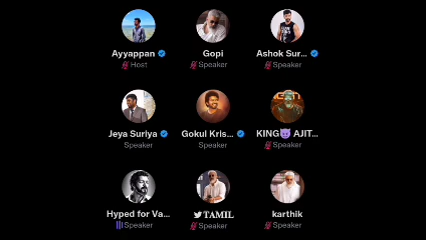 Ayyappan
Gopi
Ashok Sur...
Host
Speaker
Speaker
Jeya Suriya
Gokul Kris...
KING😈 AJIT...
Speaker
Speaker
Speaker
Hyped for Va...
TAMIL
karthik
Speaker
Speaker
Speaker